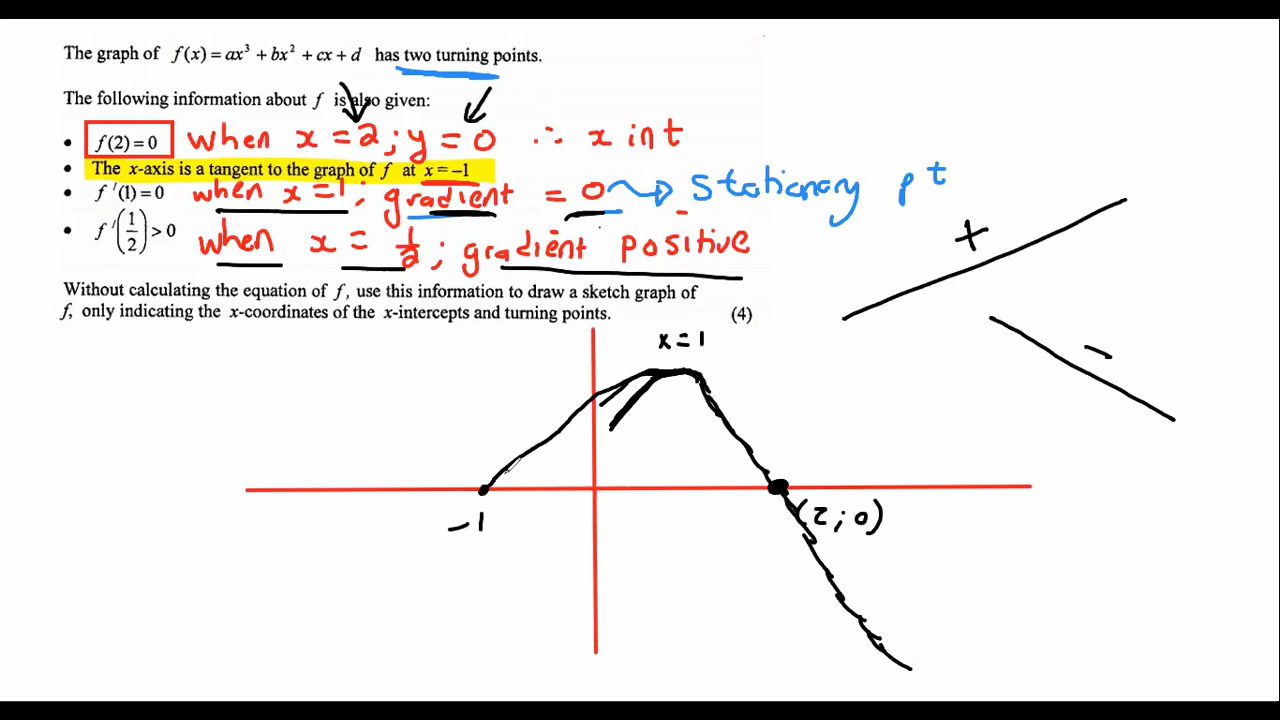 The graph of f(x) = ax³ + bx² + cx + d has two turning points.
The following information about f is also given:
• f(2) = 0 when x = 2; y = 0 ∴ x int
• The x-axis is a tangent to the graph of f at x = –1
• f ′(1) = 0 when x = 1; gradient = 0 → Stationary pt
• f ′(1/2) > 0 when x = 1/2; gradient positive
Without calculating the equation of f, use this information to draw a sketch graph of
f, only indicating the x-coordinates of the x-intercepts and turning points. (4)
+
–
x = 1
–1
(2; 0)